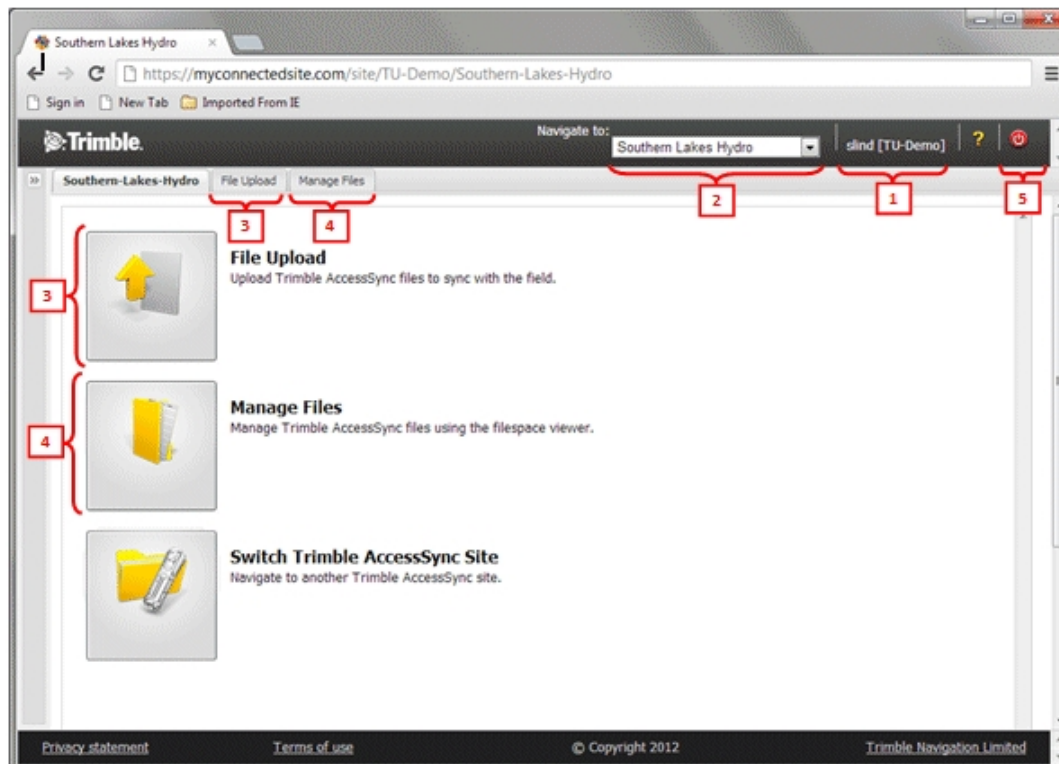 Southern Lakes Hydro
https://myconnectedsite.com/site/TU-Demo/Southern-Lakes-Hydro
Sign in New Tab Imported From IE
Trimble.
Navigate to:
Southern Lakes Hydro
slind [TU-Demo]
?
Southern-Lakes-Hydro File Upload Manage Files
2
1
5
3
4
File Upload
Upload Trimble AccessSync files to sync with the field.
3
Manage Files
Manage Trimble AccessSync files using the filespace viewer.
4
Switch Trimble AccessSync Site
Navigate to another Trimble AccessSync site.
Privacy statement Terms of use © Copyright 2012 Trimble Navigation Limited